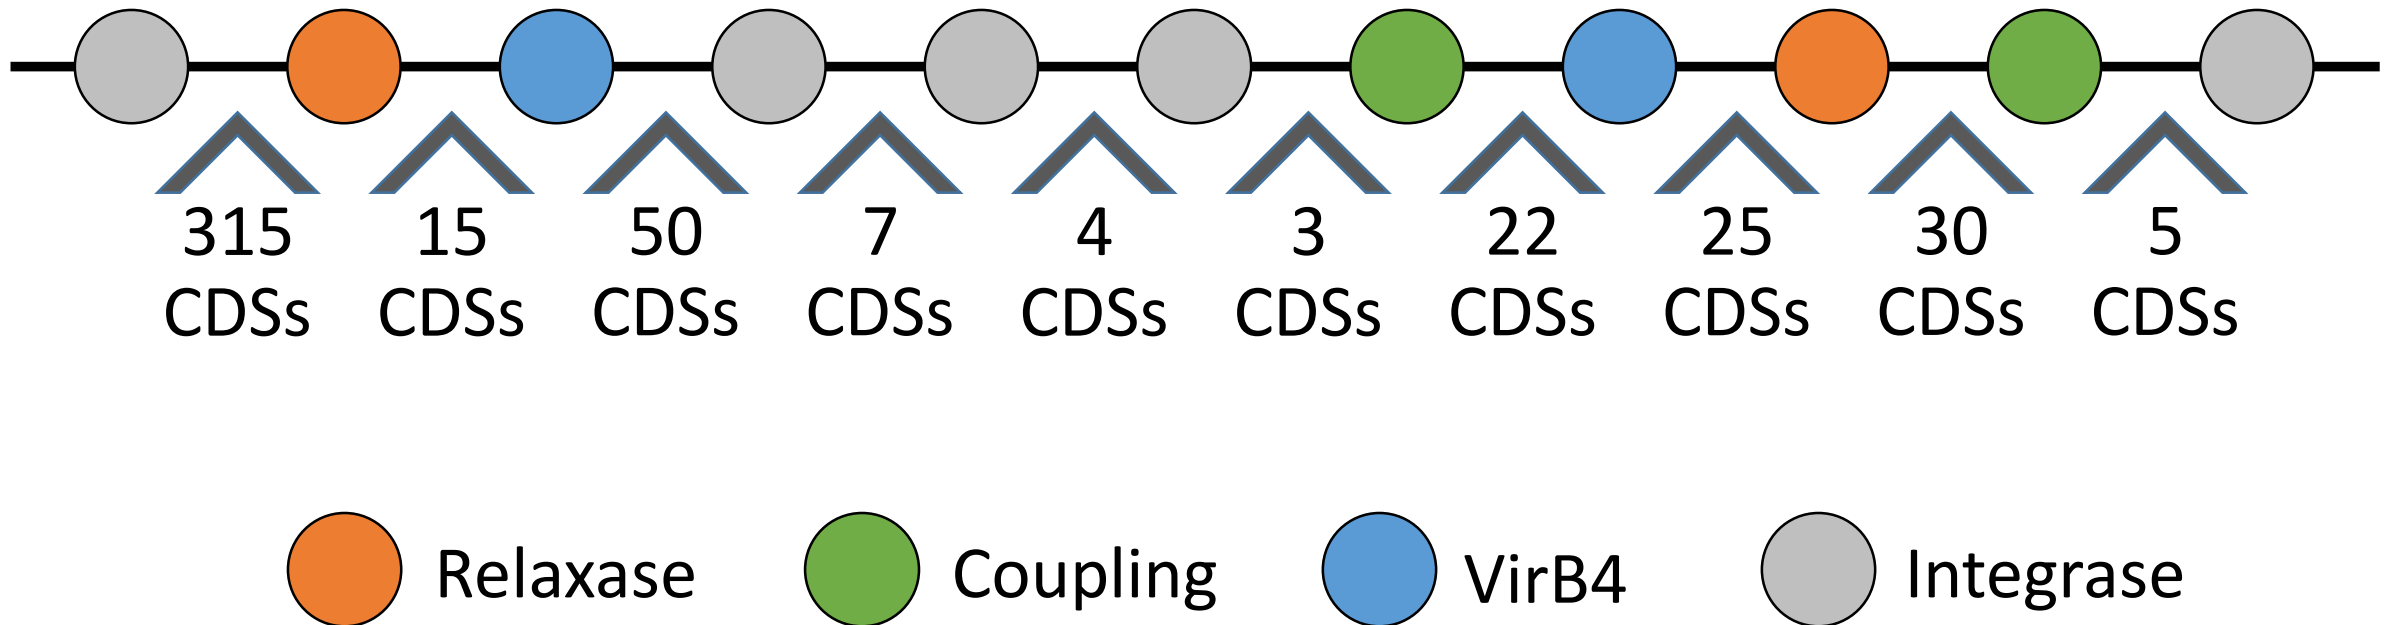 315 15 50 7 4 3 22 25 30 5
CDSs CDSs CDSs CDSs CDSs CDSs CDSs CDSs CDSs CDSs
Relaxase Coupling VirB4 Integrase